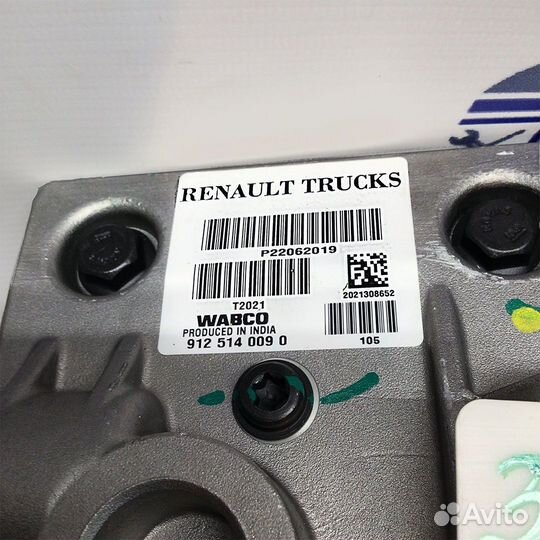 RENAULT TRUCKS
P22062019
T2021
2021308652
WABCO
PRODUCED IN INDIA
912 514 009 0
105
Avito